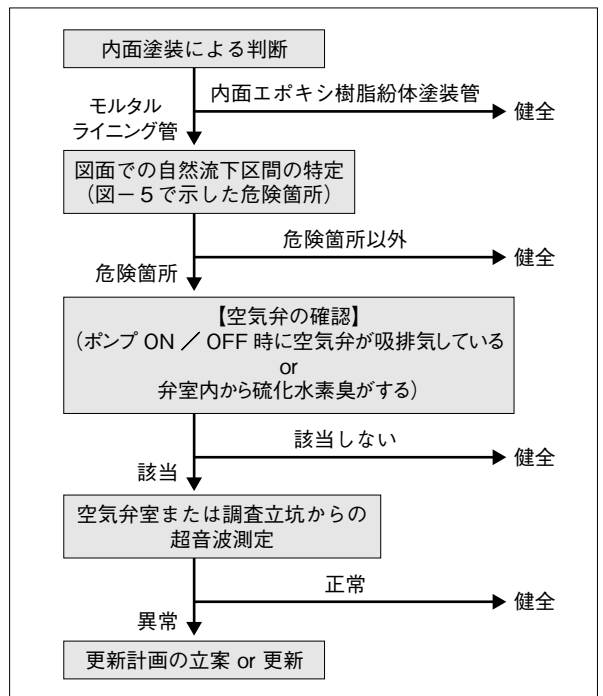 内面塗装による判断
内面エポキシ樹脂紛体塗装管
健全
モルタル
ライニング管
図面での自然流下区間の特定
（図－５で示した危険箇所）
危険箇所以外
健全
危険箇所
【空気弁の確認】
（ポンプ ON ／ OFF 時に空気弁が吸排気している
or
弁室内から硫化水素臭がする）
該当しない
健全
該当
空気弁室または調査立坑からの
超音波測定
正常
健全
異常
更新計画の立案 or 更新